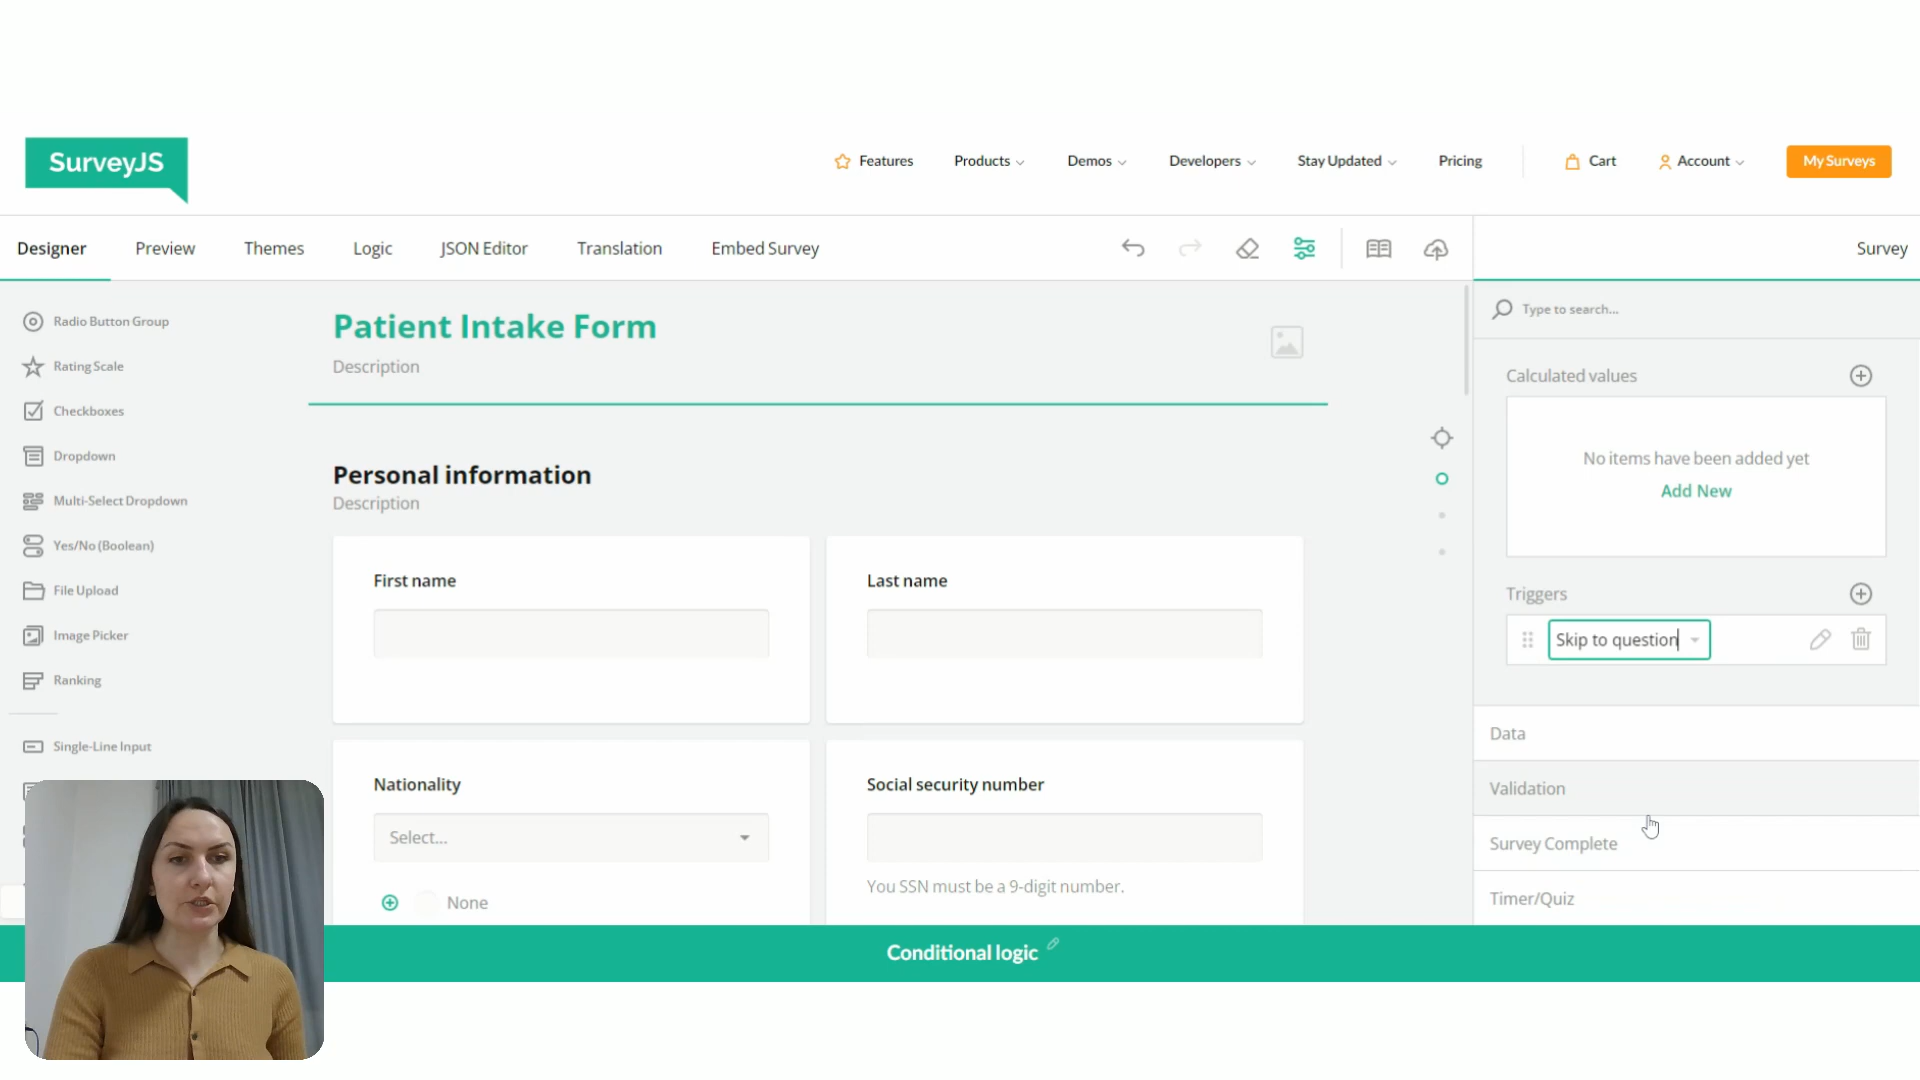 SurveyJS
Features
Products
Demos
Developers
Stay Updated
Pricing
Cart
Account
My Surveys
Designer
Preview
Themes
Logic
JSON Editor
Translation
Embed Survey
Survey
Radio Button Group
Rating Scale
Checkboxes
Dropdown
Multi-Select Dropdown
Yes/No (Boolean)
File Upload
Image Picker
Ranking
Single-Line Input
Patient Intake Form
Description
Personal information
Description
First name
Last name
Nationality
Select...
None
Social security number
You SSN must be a 9-digit number.
Type to search...
Calculated values
No items have been added yet
Add New
Triggers
Skip to question
Data
Validation
Survey Complete
Timer/Quiz
Conditional logic